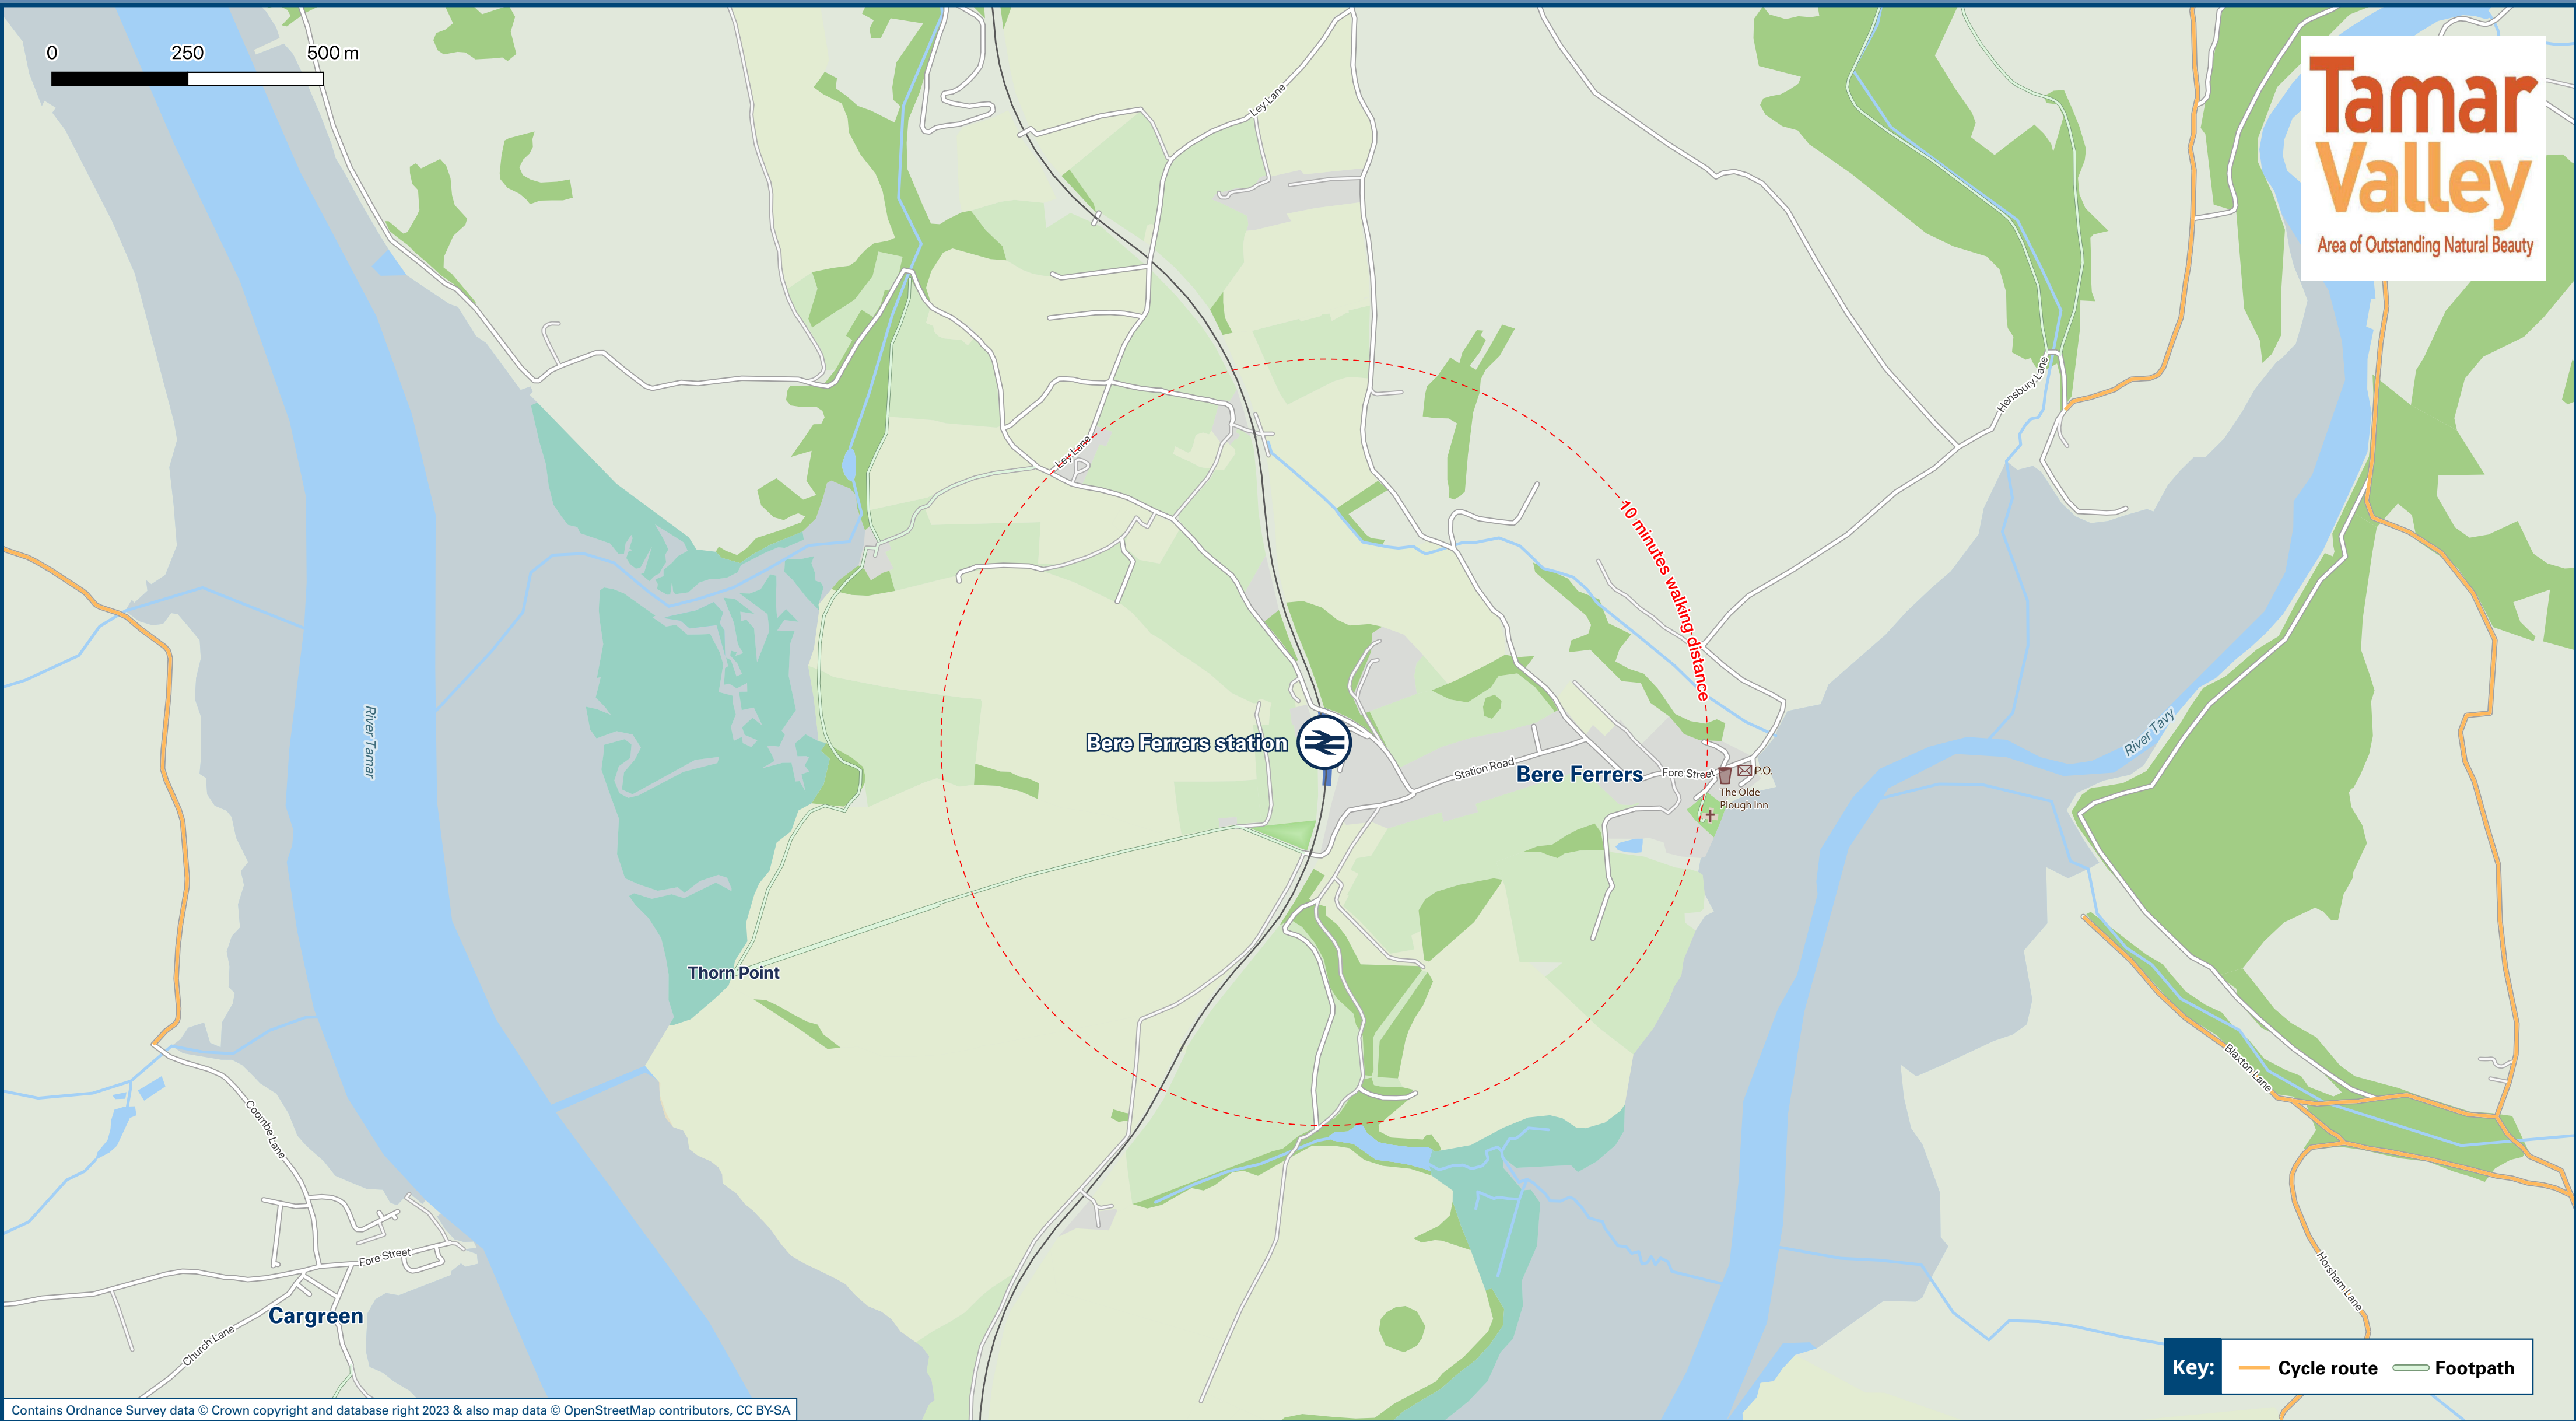 0 250 500 m
Tamar
Valley
Area of Outstanding Natural Beauty
Ley Lane
Hensbury Lane
Ley Lane
10 minutes walking distance
River Tamar
River Tavy
Bere Ferrers station
Station Road
Bere Ferrers
Fore Street
P.O.
The Olde
Plough Inn
Thorn Point
Blaxton Lane
Coombe Lane
Fore Street
Horsham Lane
Cargreen
Church Lane
Key: Cycle route Footpath
Contains Ordnance Survey data © Crown copyright and database right 2023 & also map data © OpenStreetMap contributors, CC BY-SA